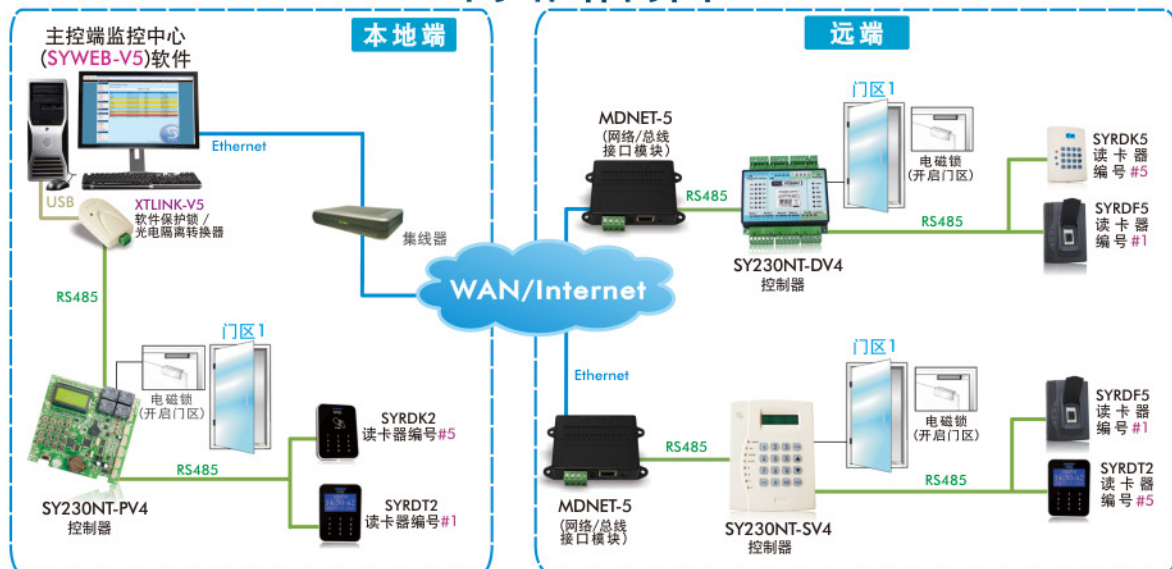 本地端
主控端监控中心
(SYWEB-V5)软件
Ethernet
USB
XTLINK-V5
软件保护锁 /
光电隔离转换器
集线器
WAN/Internet
RS485
门区1
电磁锁
(开启门区)
SYRDK2
读卡器编号#5
RS485
SY230NT-PV4
控制器
SYRDT2
读卡器编号#1
远端
MDNET-5
(网络/总线
接口模块)
RS485
SY230NT-DV4
控制器
门区1
电磁锁
(开启门区)
RS485
SYRDK5
读卡器
编号#5
SYRDF5
读卡器
编号#1
Ethernet
MDNET-5
(网络/总线
接口模块)
RS485
SY230NT-SV4
控制器
门区1
电磁锁
(开启门区)
RS485
SYRDF5
读卡器
编号#1
SYRDT2
读卡器
编号#5